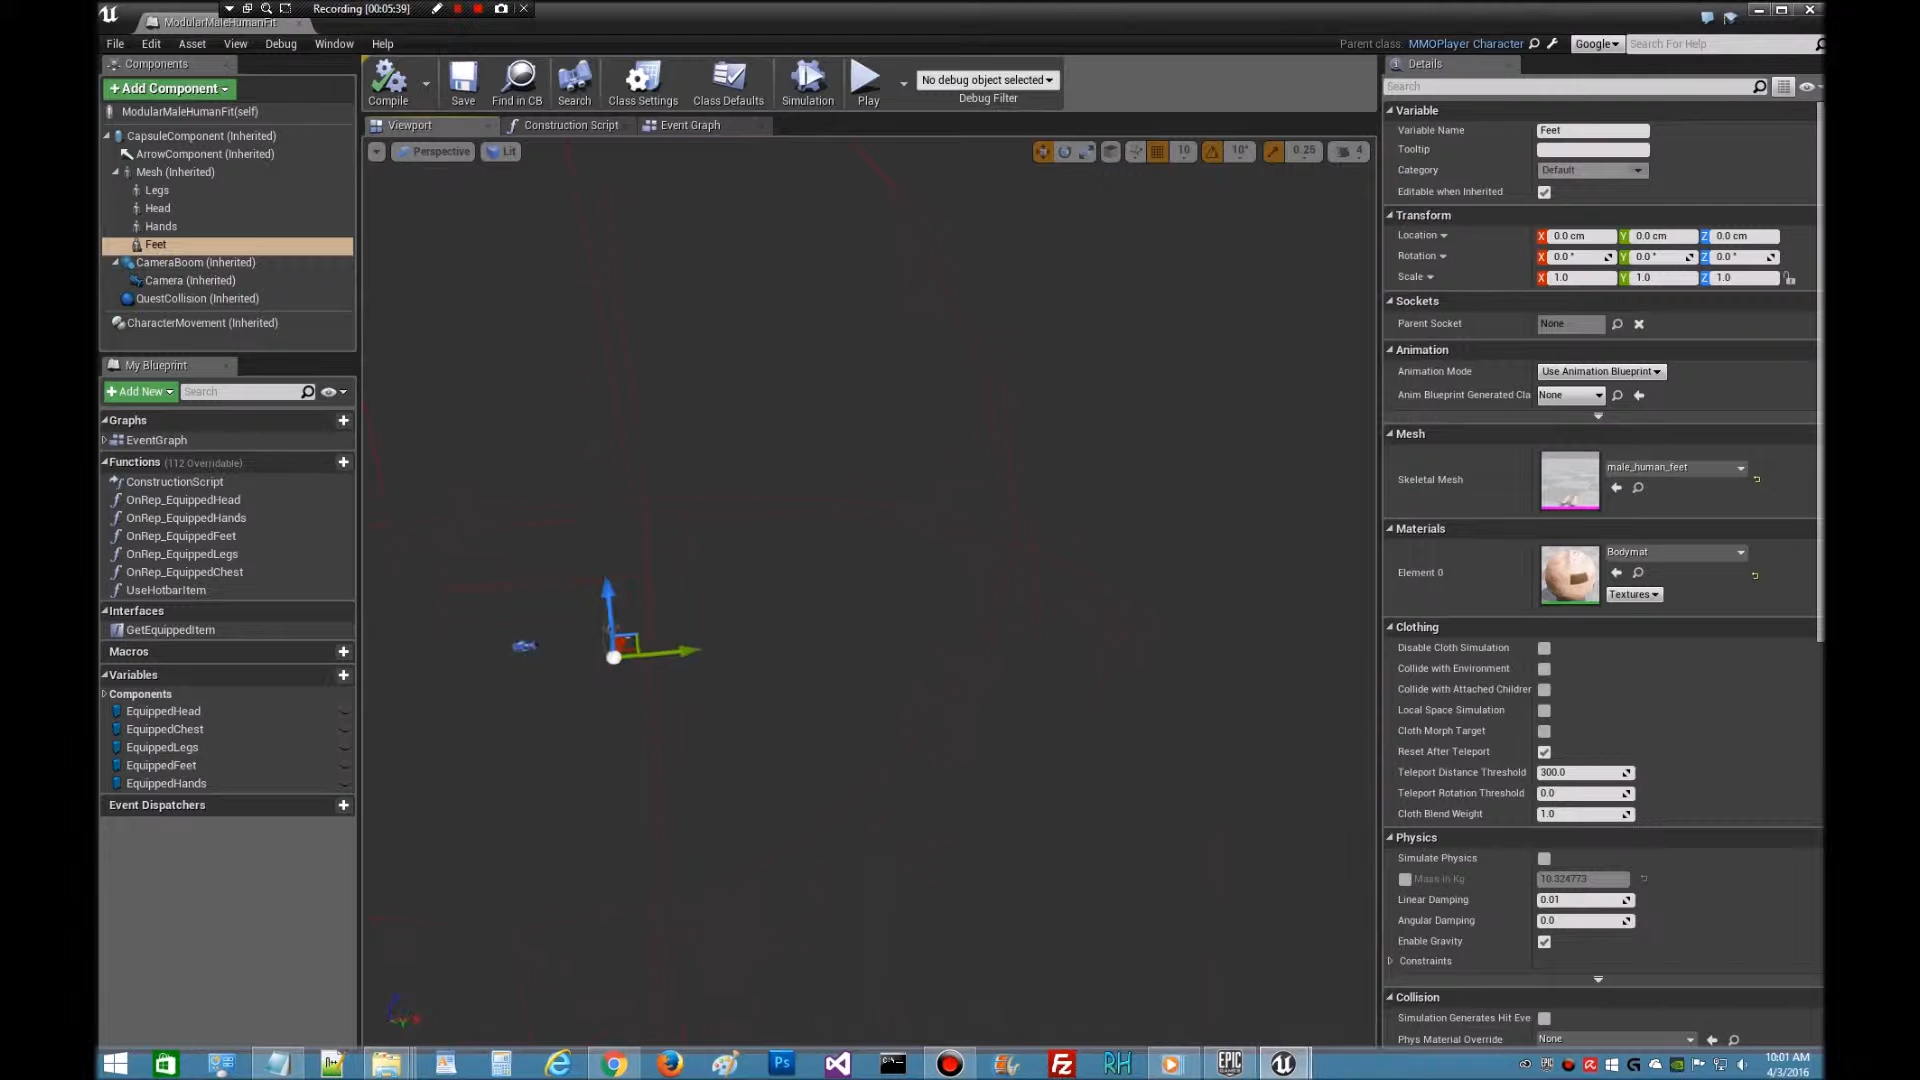 Recording [00:05:39]
ModularMaleHumanFit
File Edit Asset View Debug Window Help
Parent class: MMOPlayer Character
Google
Search For Help
Components
+Add Component
ModularMaleHumanFit(self)
CapsuleComponent (Inherited)
ArrowComponent (Inherited)
Mesh (Inherited)
Legs
Head
Hands
Feet
CameraBoom (Inherited)
Camera (Inherited)
QuestCollision (Inherited)
CharacterMovement (Inherited)
My Blueprint
+Add New
Search
Graphs
EventGraph
Functions (112 Overridable)
ConstructionScript
OnRep_EquippedHead
OnRep_EquippedHands
OnRep_EquippedFeet
OnRep_EquippedLegs
OnRep_EquippedChest
UseHotbarItem
Interfaces
GetEquippedItem
Macros
Variables
Components
EquippedHead
EquippedChest
EquippedLegs
EquippedFeet
EquippedHands
Event Dispatchers
Compile Save Find in CB Search Class Settings Class Defaults Simulation Play
No debug object selected
Debug Filter
Viewport Construction Script Event Graph
Perspective Lit
10 10° 0.25 4
Details
Search
Variable
Variable Name Feet
Tooltip
Category Default
Editable when Inherited
Transform
Location X 0.0 cm Y 0.0 cm Z 0.0 cm
Rotation X 0.0 ° Y 0.0 ° Z 0.0 °
Scale X 1.0 Y 1.0 Z 1.0
Sockets
Parent Socket None
Animation
Animation Mode Use Animation Blueprint
Anim Blueprint Generated Cla None
Mesh
Skeletal Mesh male_human_feet
Materials
Element 0 Bodymat
Textures
Clothing
Disable Cloth Simulation
Collide with Environment
Collide with Attached Children
Local Space Simulation
Cloth Morph Target
Reset After Teleport
Teleport Distance Threshold 300.0
Teleport Rotation Threshold 0.0
Cloth Blend Weight 1.0
Physics
Simulate Physics
Mass in Kg 10.324773
Linear Damping 0.01
Angular Damping 0.0
Enable Gravity
Constraints
Collision
Simulation Generates Hit Eve
Phys Material Override None
Ps
EPIC GAMES
Fz
RH
10:01 AM
4/3/2016